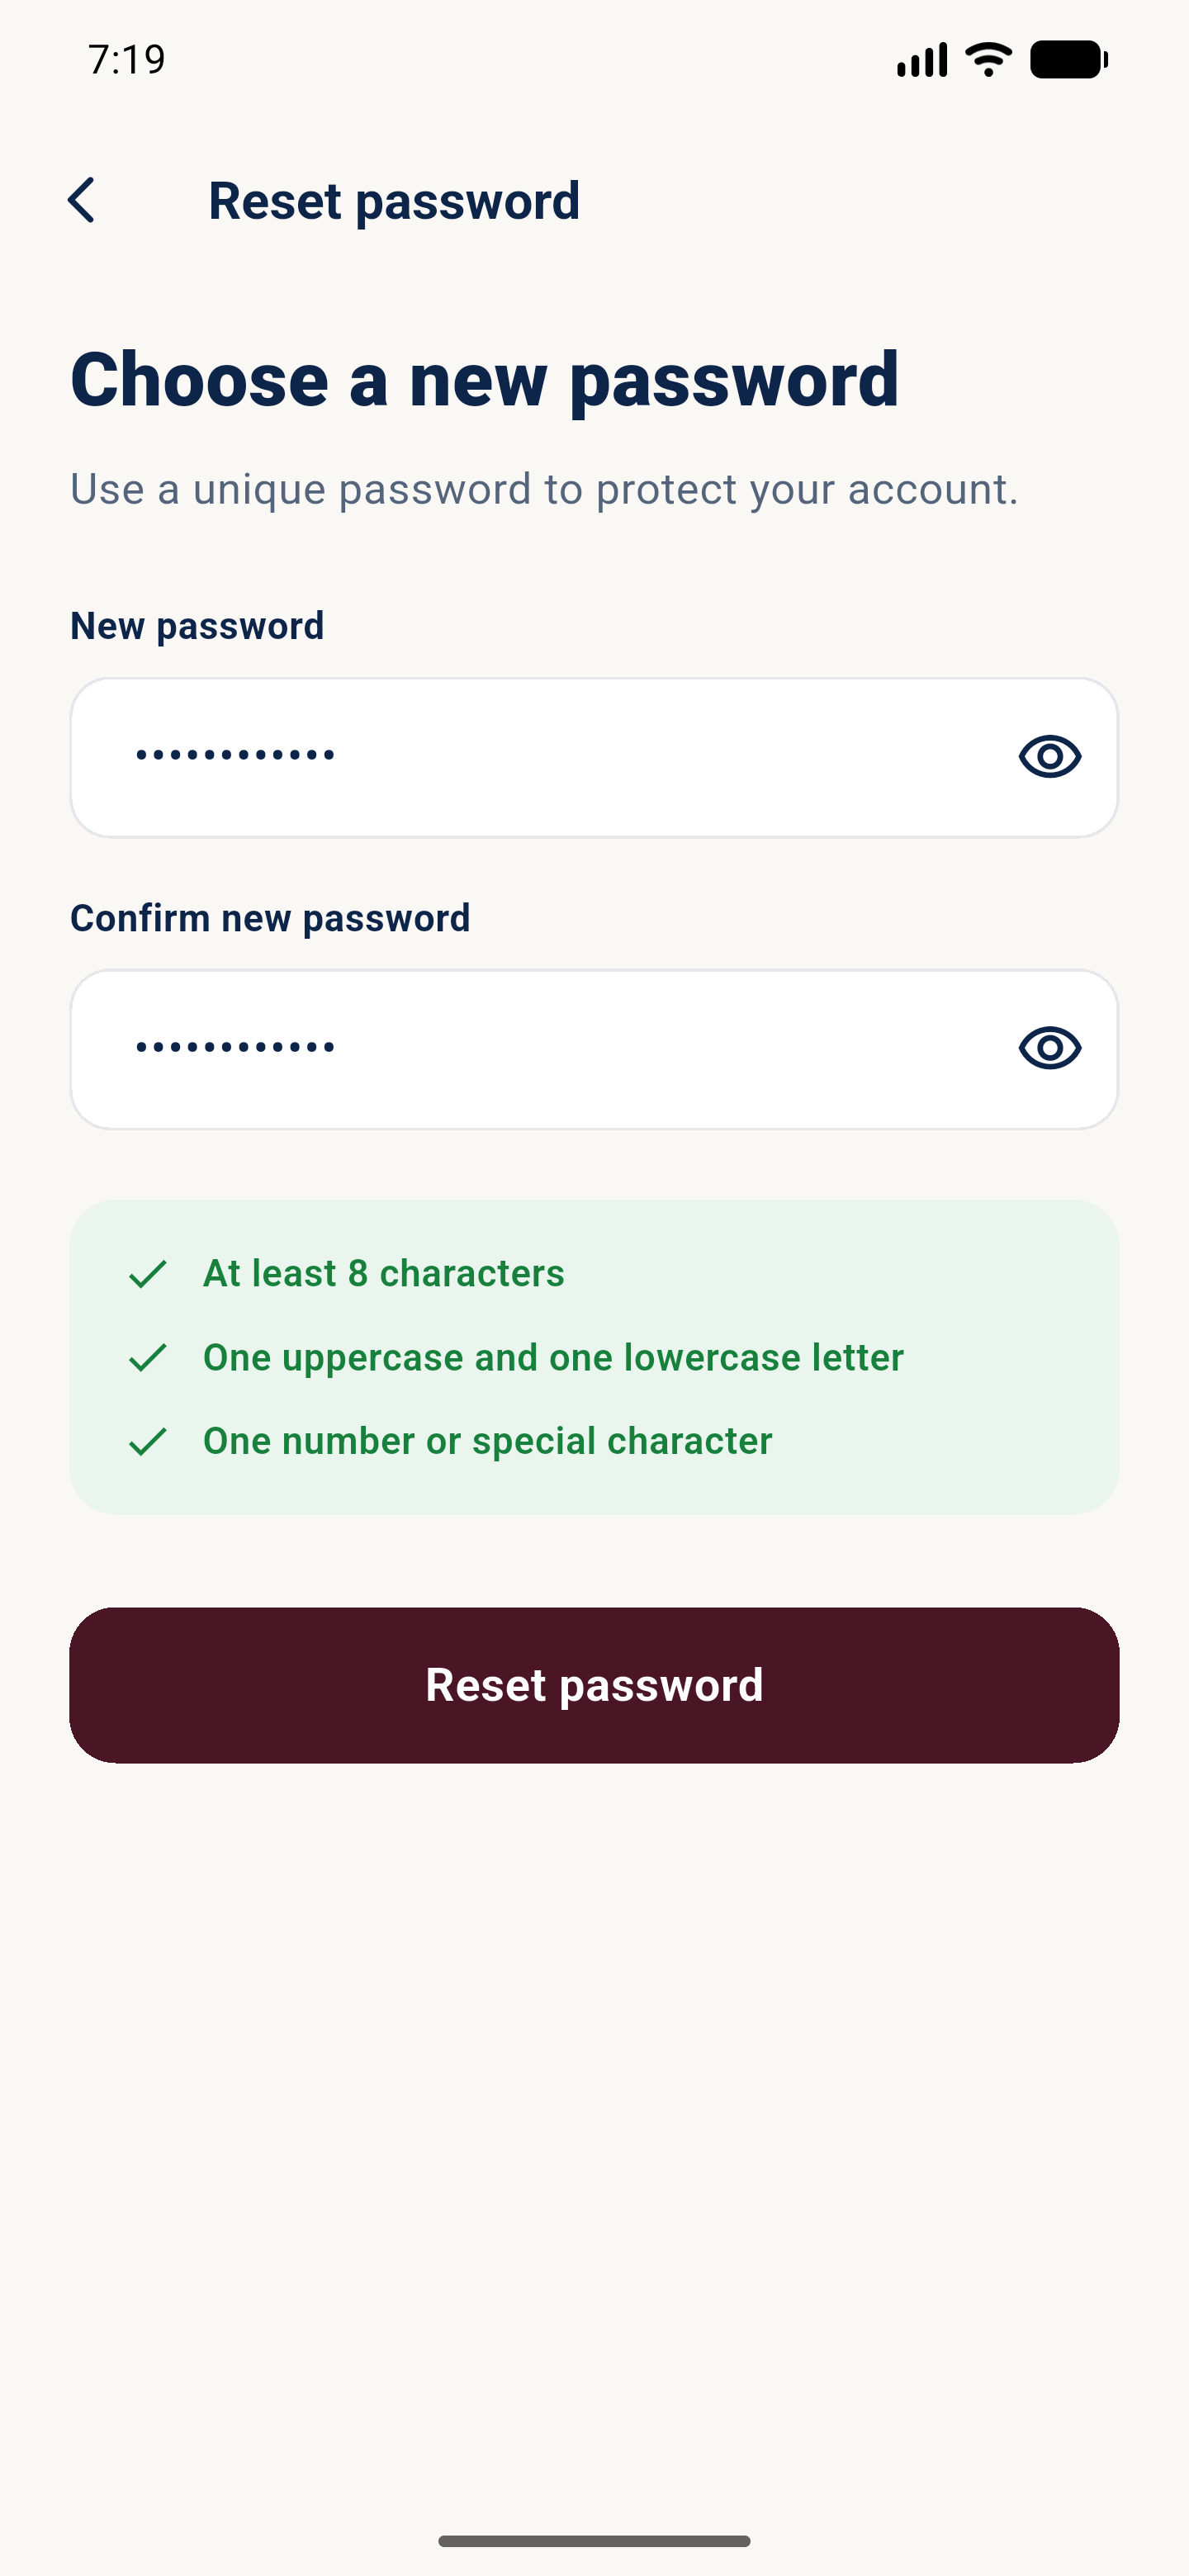 7:19
Reset password
Choose a new password
Use a unique password to protect your account.
New password
••••••••••••
Confirm new password
••••••••••••
At least 8 characters
One uppercase and one lowercase letter
One number or special character
Reset password